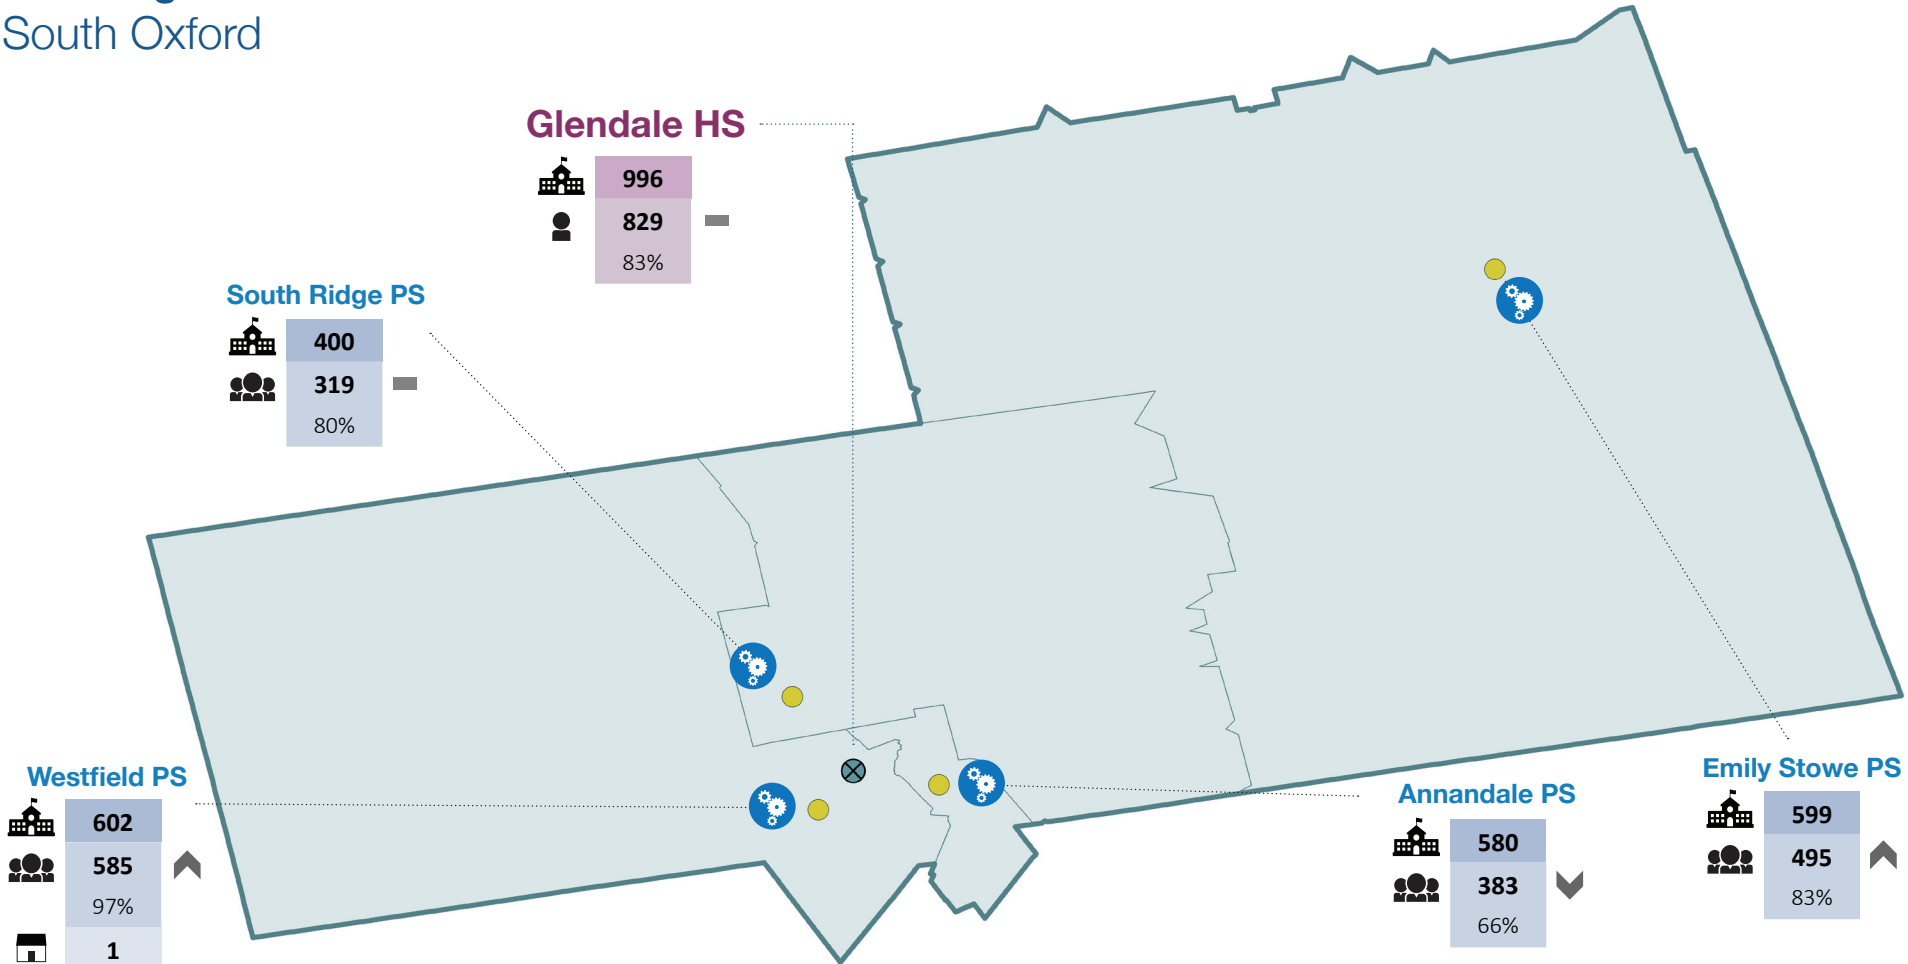 South Oxford
Glendale HS
996
829
83%
South Ridge PS
400
319
80%
Westfield PS
602
585
97%
1
Annandale PS
580
383
66%
Emily Stowe PS
599
495
83%